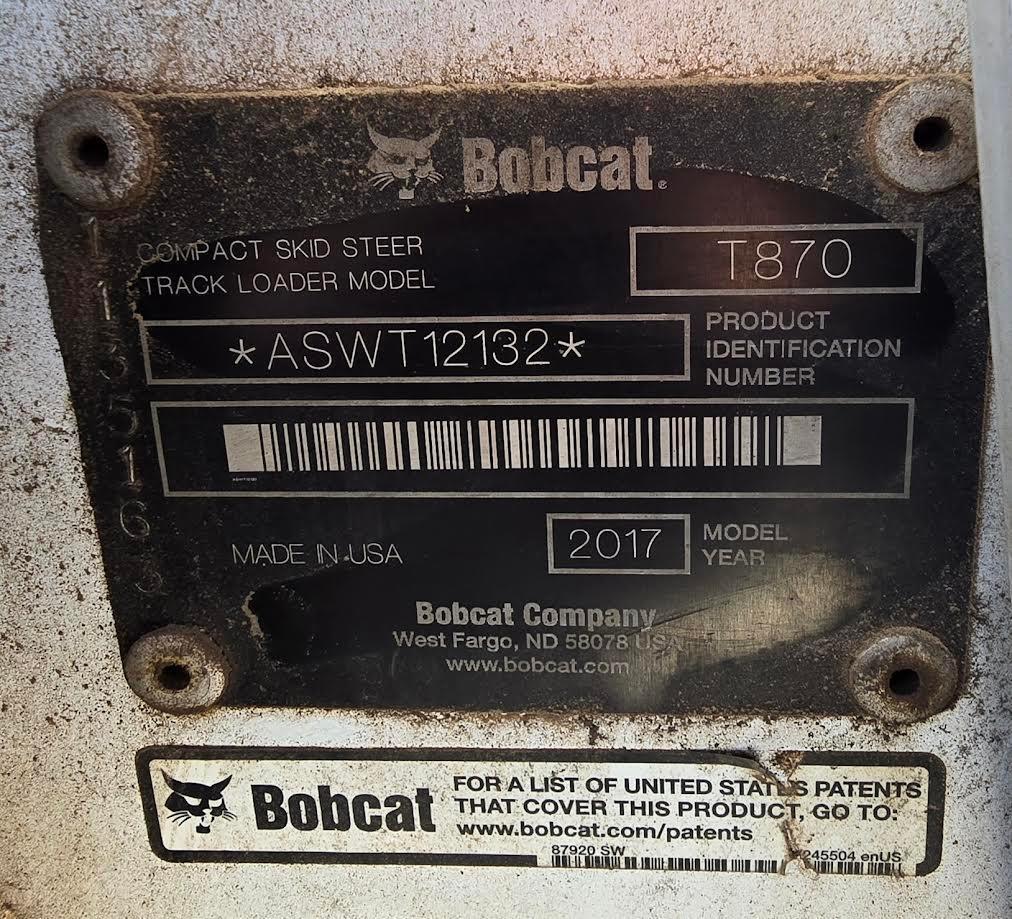 Bobcat®
COMPACT SKID STEER
TRACK LOADER MODEL
T870
*ASWT12132*
PRODUCT
IDENTIFICATION
NUMBER
MADE IN USA
2017
MODEL
YEAR
Bobcat Company
West Fargo, ND 58078 USA
www.bobcat.com
Bobcat
FOR A LIST OF UNITED STATES PATENTS
THAT COVER THIS PRODUCT, GO TO:
www.bobcat.com/patents
87920 SW
245504 enUS